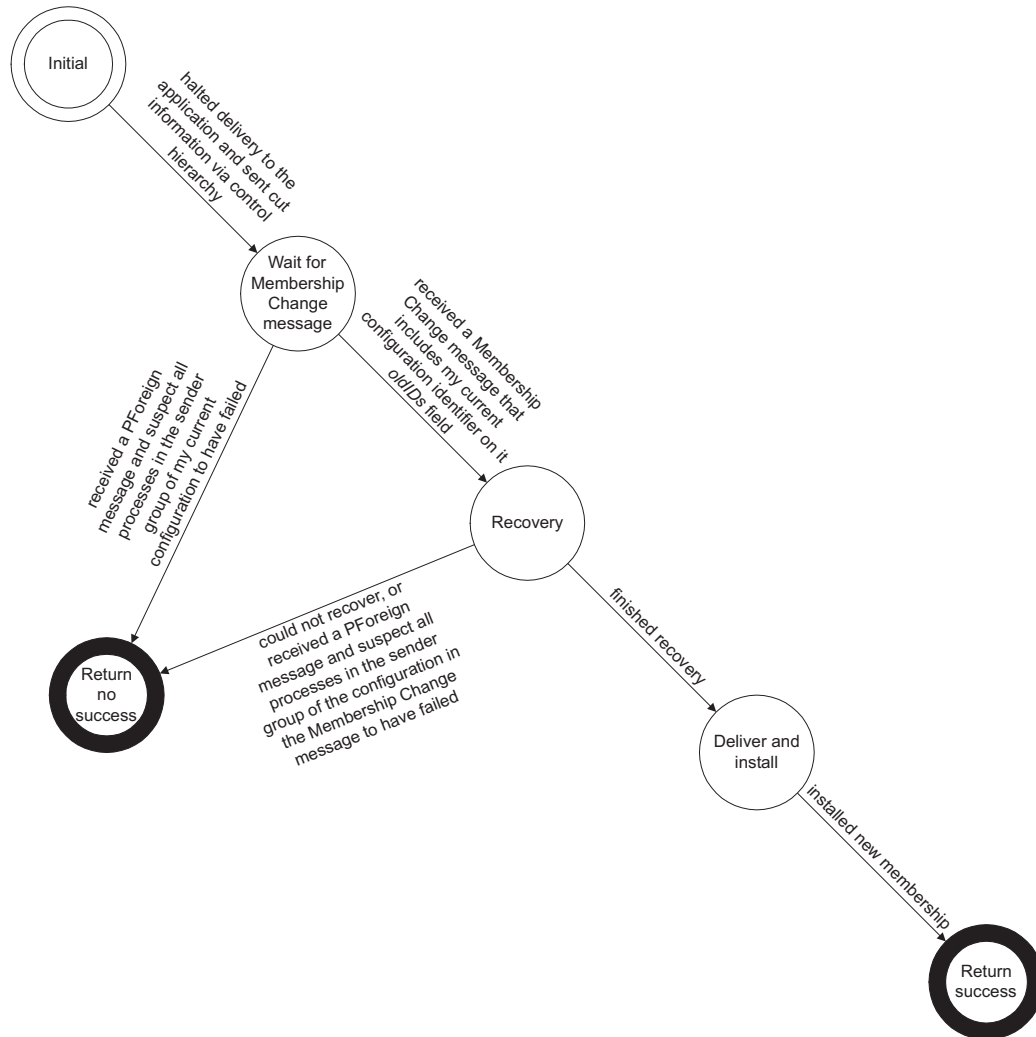 Initial
halted delivery to the
application and sent cut
information via control
hierarchy
Wait for
Membership
Change
message
received a Membership
Change message that
includes my current
configuration identifier on it
oldIDs field
received a PForeign
message and suspect all
processes in the sender
group of my current
configuration to have failed
Recovery
could not recover, or
received a PForeign
message and suspect all
processes in the sender
group of the configuration in
the Membership Change
message to have failed
finished recovery
Return
no
success
Deliver and
install
installed new membership
Return
success